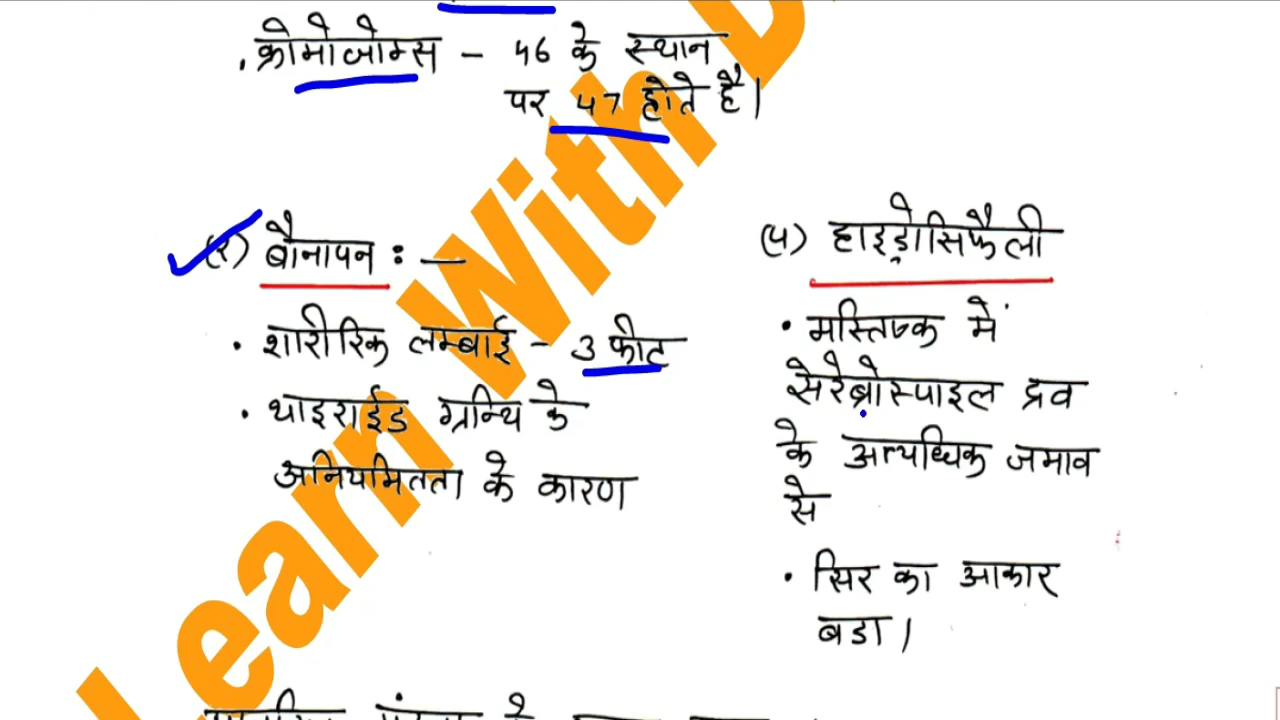 . क्रोमोजोम्स - 46 के स्थान
पर 47 होते है।
(२) बौनापन : —
• शारीरिक लम्बाई - 3 फीट
• थाइराईड ग्रन्थि के
अनियमितता के कारण
(५) हाइड्रोसिफैली
• मस्तिष्क में
सेरेब्रोस्पाइल द्रव
के अत्यधिक जमाव
से
• सिर का आकार
बडा।
Learn With